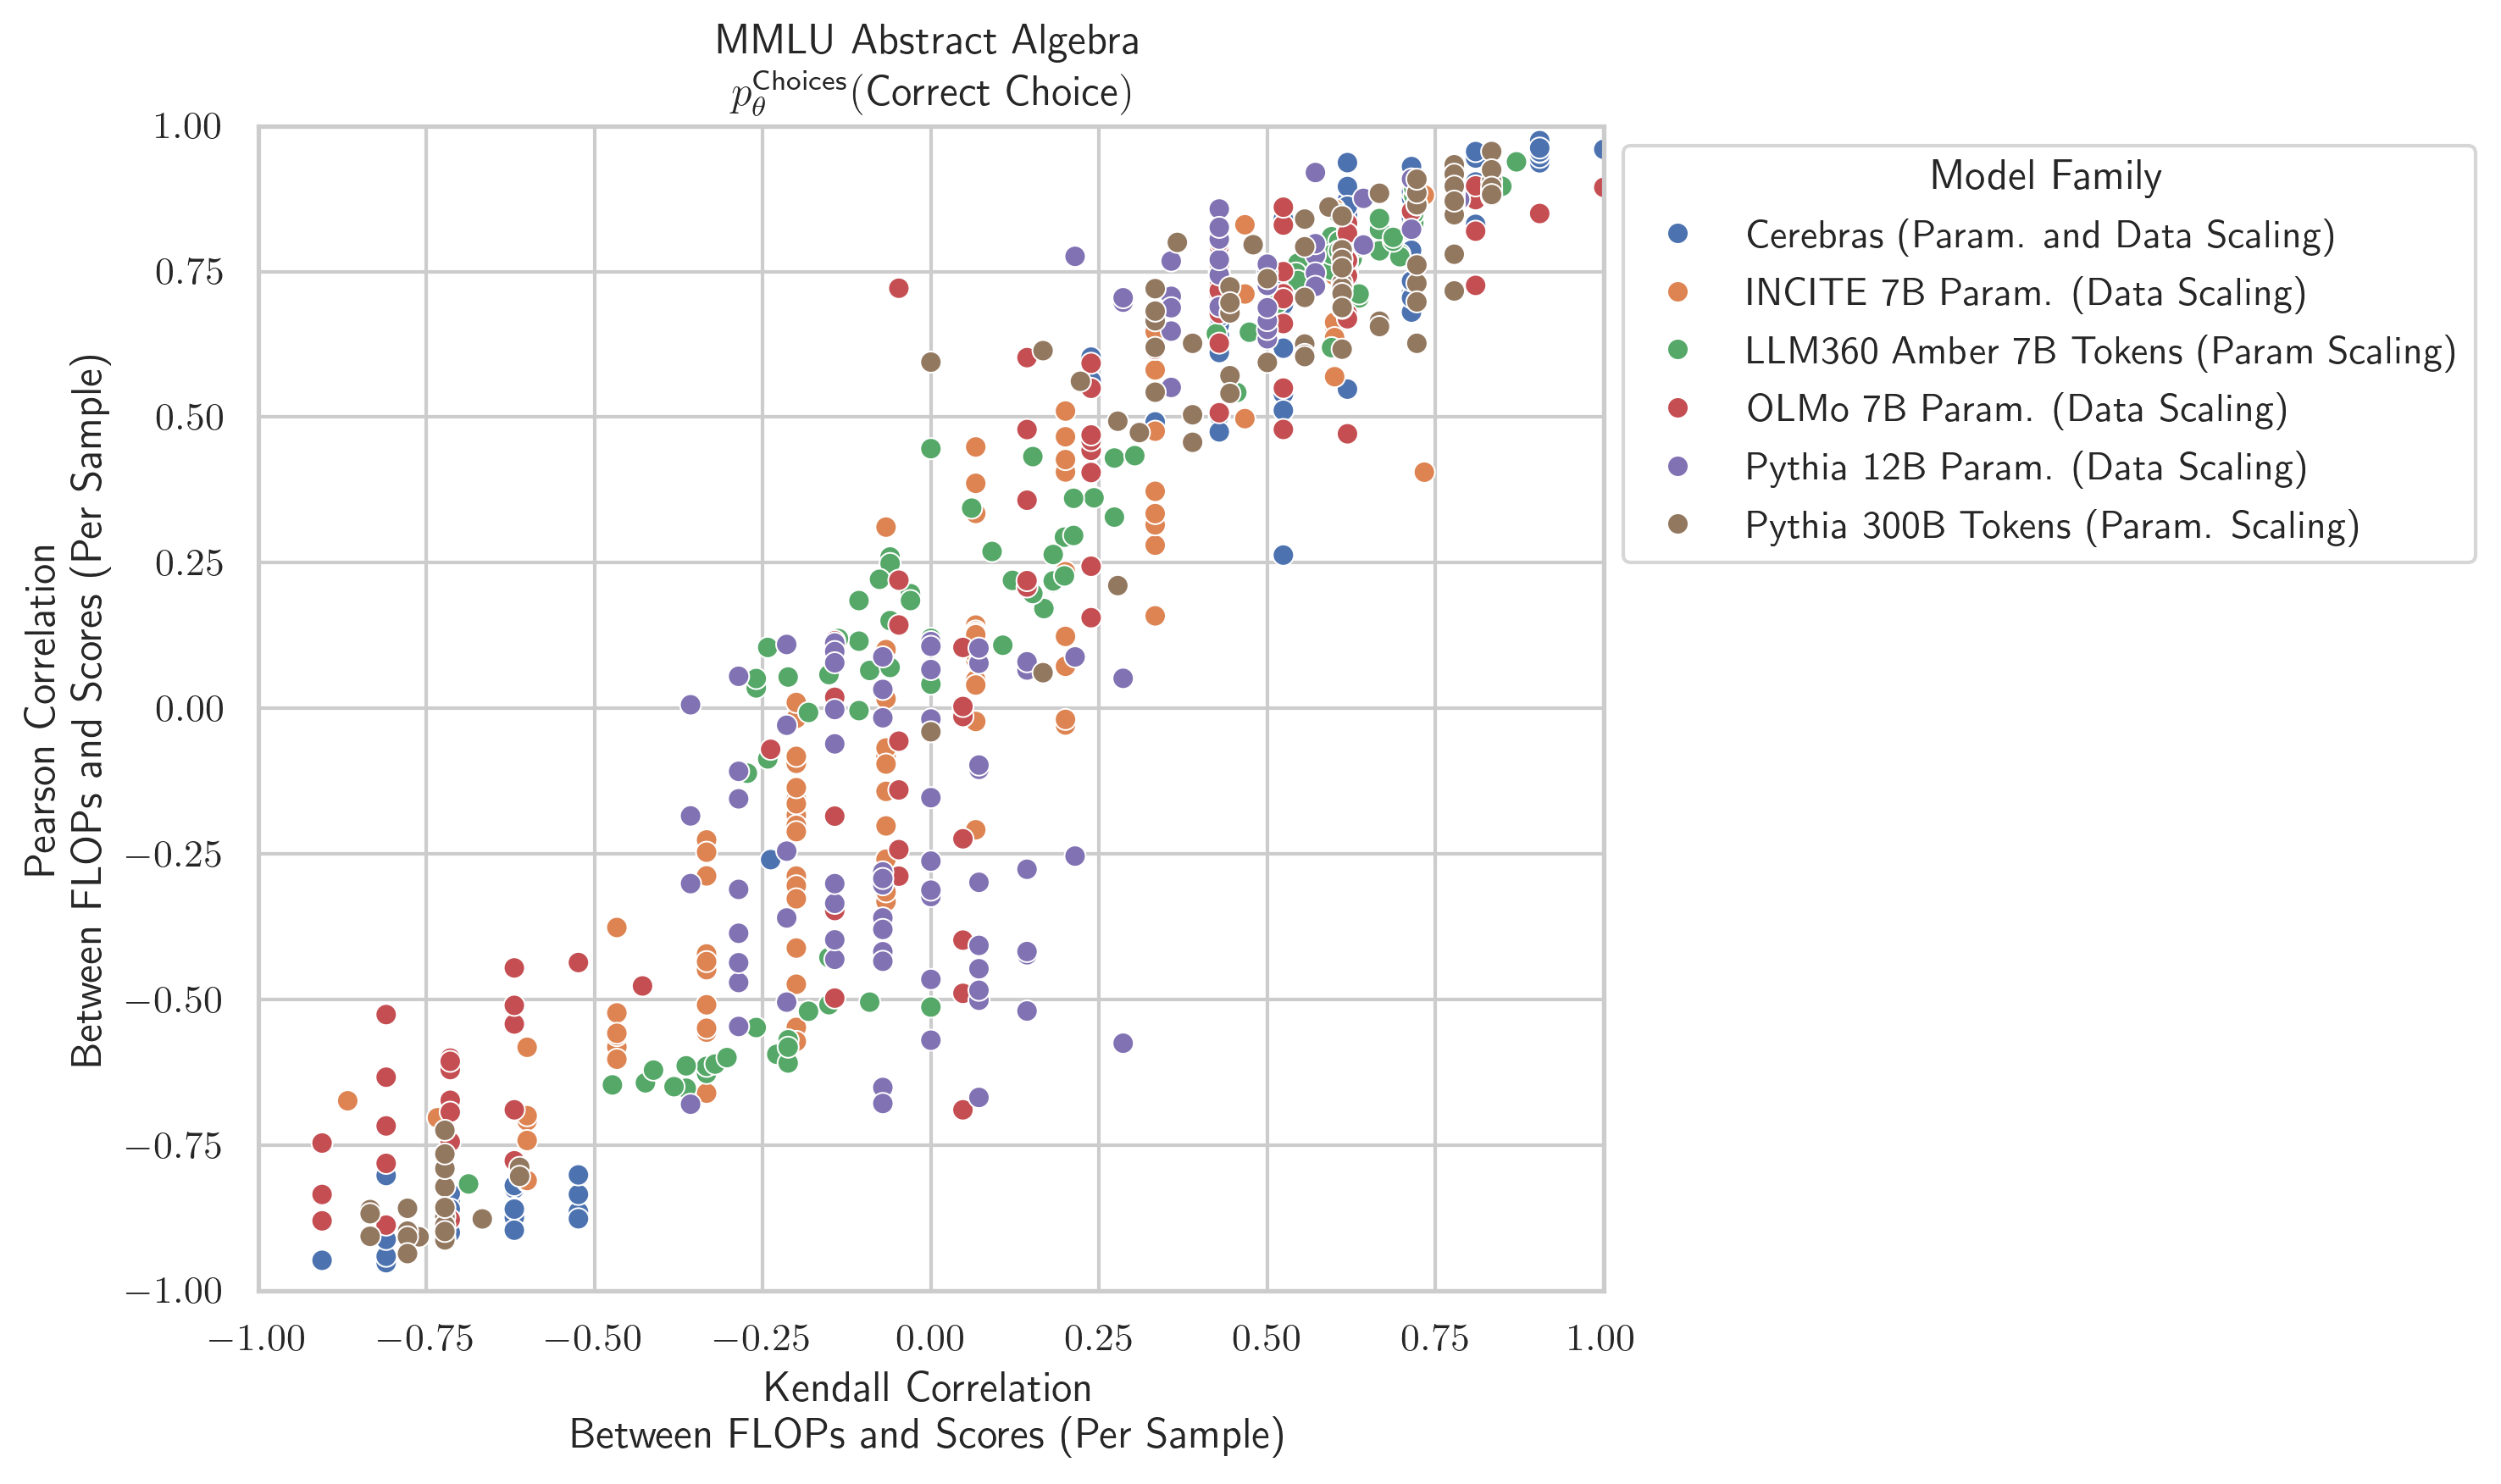 MMLU Abstract Algebra
$p_\theta^{\text{Choices}}$(Correct Choice)
1.00
0.75
0.50
0.25
0.00
−0.25
−0.50
−0.75
−1.00
Pearson Correlation
Between FLOPs and Scores (Per Sample)
−1.00 −0.75 −0.50 −0.25 0.00 0.25 0.50 0.75 1.00
Kendall Correlation
Between FLOPs and Scores (Per Sample)
Model Family
Cerebras (Param. and Data Scaling)
INCITE 7B Param. (Data Scaling)
LLM360 Amber 7B Tokens (Param Scaling)
OLMo 7B Param. (Data Scaling)
Pythia 12B Param. (Data Scaling)
Pythia 300B Tokens (Param. Scaling)